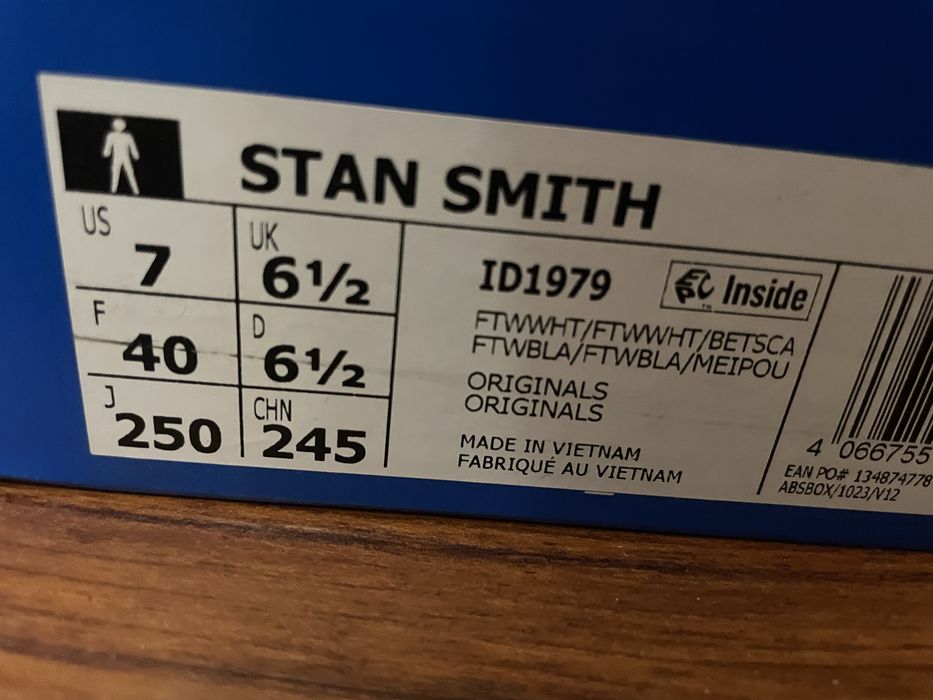 STAN SMITH
US
7
UK
6½
F
40
D
6½
J
250
CHN
245
ID1979
EPC™ Inside
FTWWHT/FTWWHT/BETSCA
FTWBLA/FTWBLA/MEIPOU
ORIGINALS
ORIGINALS
MADE IN VIETNAM
FABRIQUÉ AU VIETNAM
4 066755
EAN PO# 134874778
ABSBOX/1023/V12